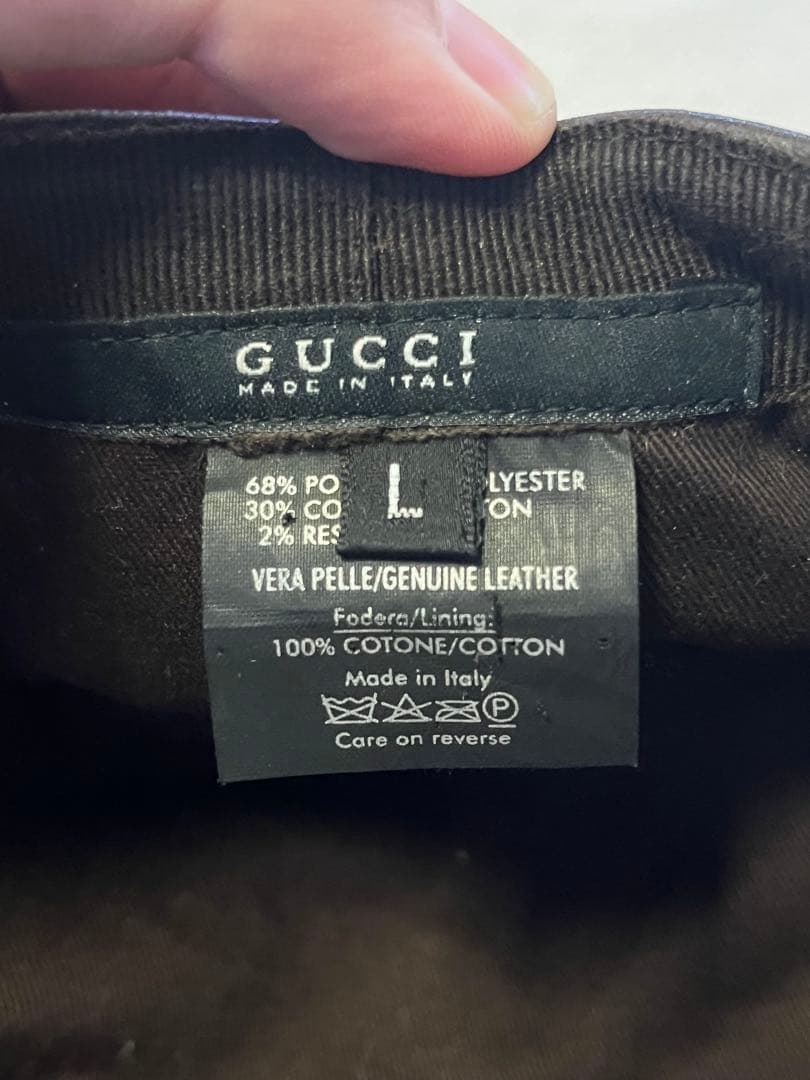 GUCCI
MADE IN ITALY
L
68% PO LYESTER
30% CO TON
2% RES
VERA PELLE/GENUINE LEATHER
Fodera/Lining:
100% COTONE/COTTON
Made in Italy
P
Care on reverse